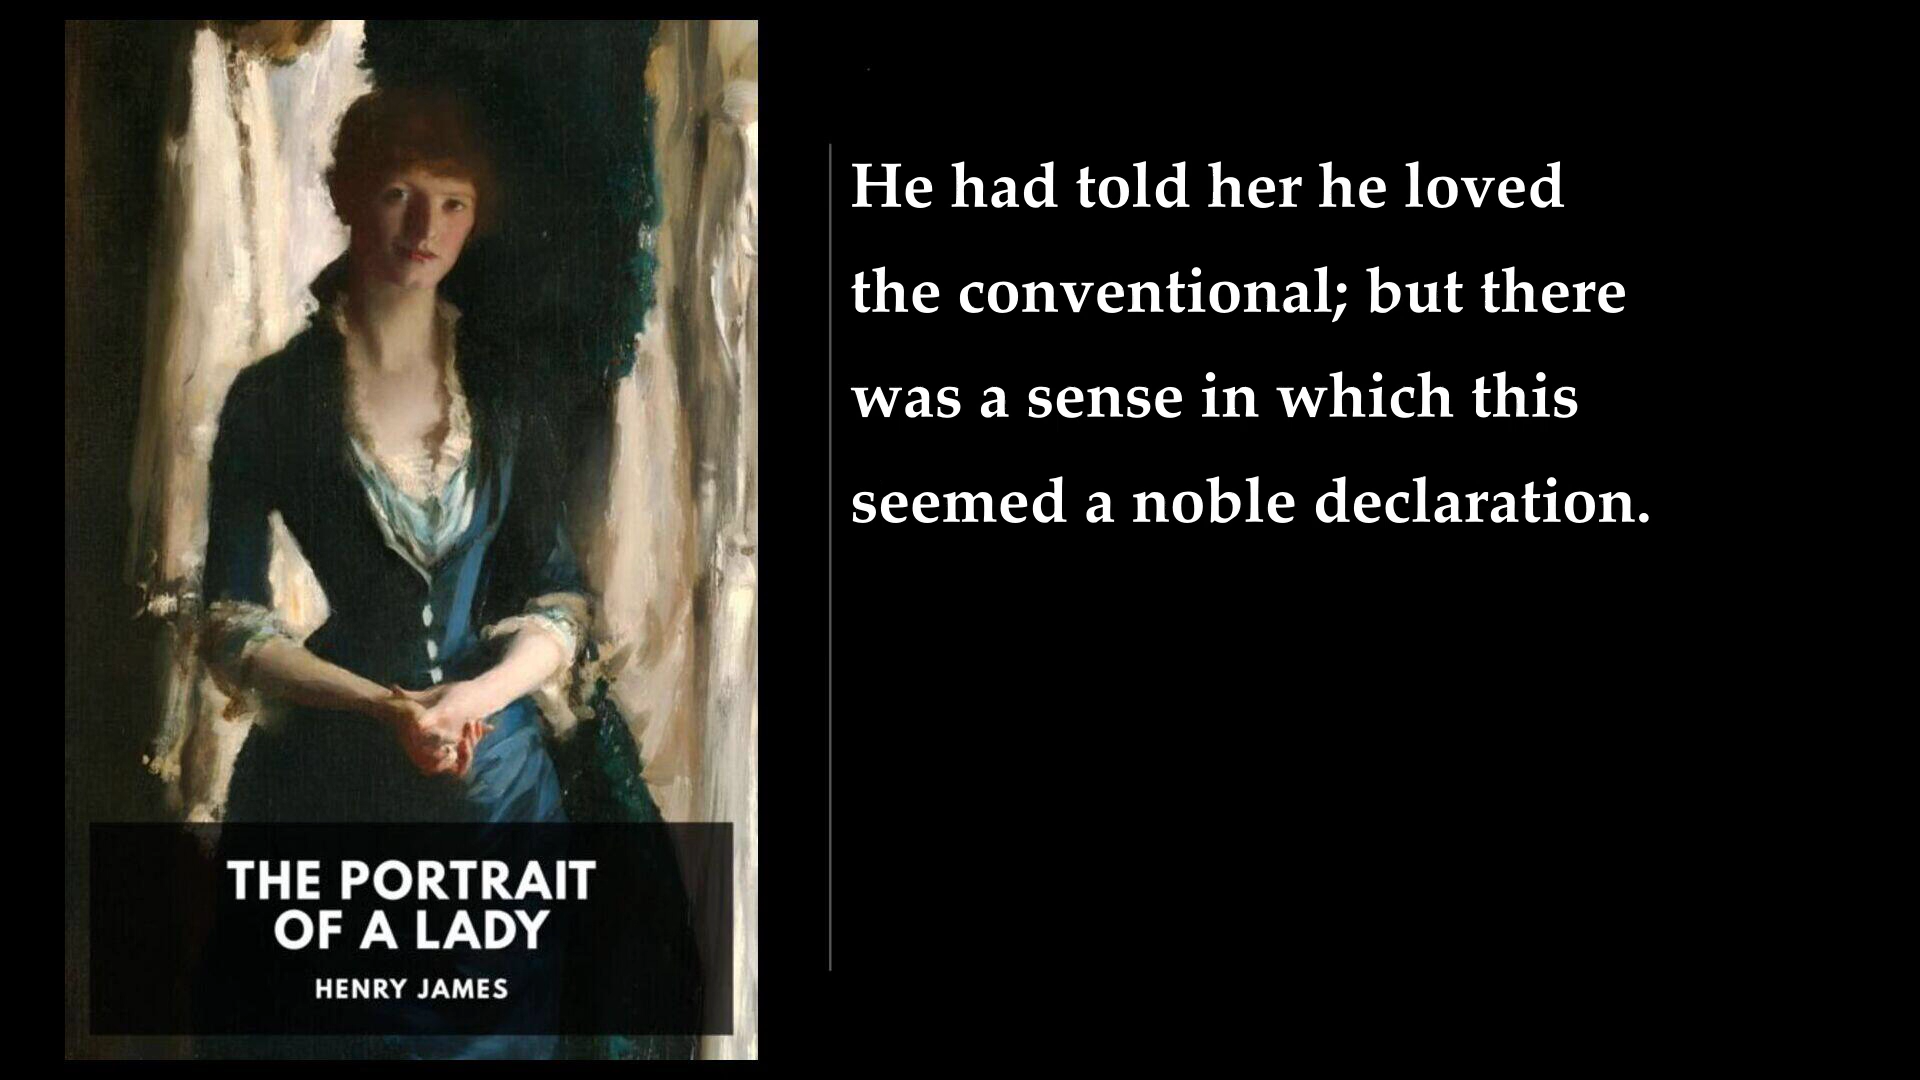 He had told her he loved
the conventional; but there
was a sense in which this
seemed a noble declaration.
THE PORTRAIT
OF A LADY
HENRY JAMES